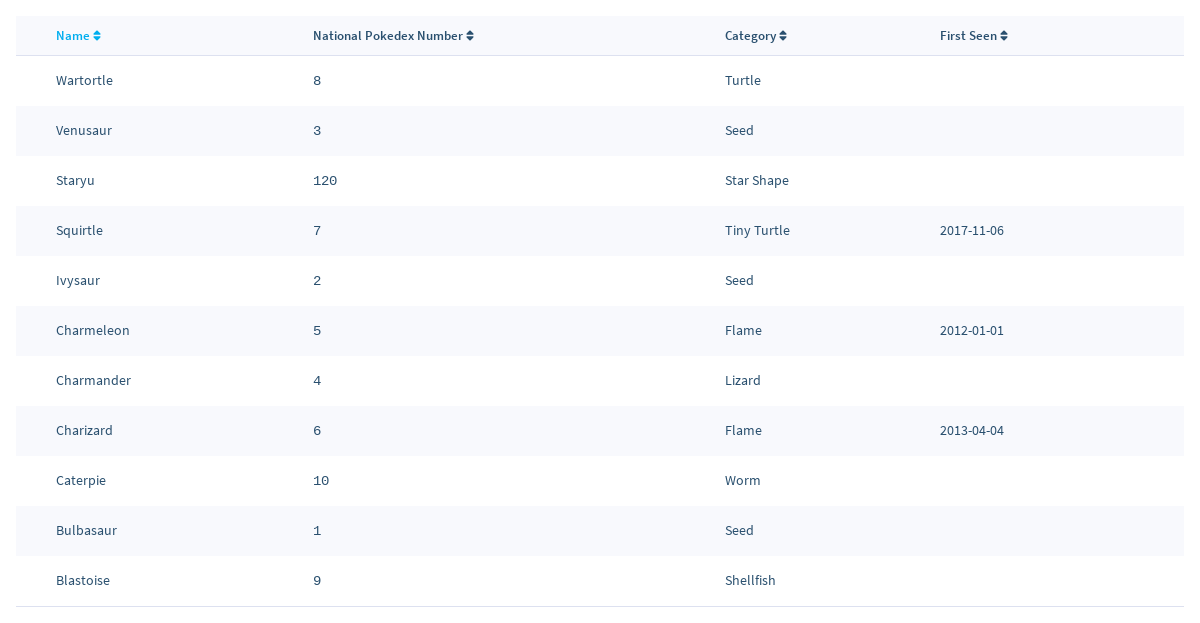 Name National Pokedex Number Category First Seen
Wartortle 8 Turtle
Venusaur 3 Seed
Staryu 120 Star Shape
Squirtle 7 Tiny Turtle 2017-11-06
Ivysaur 2 Seed
Charmeleon 5 Flame 2012-01-01
Charmander 4 Lizard
Charizard 6 Flame 2013-04-04
Caterpie 10 Worm
Bulbasaur 1 Seed
Blastoise 9 Shellfish